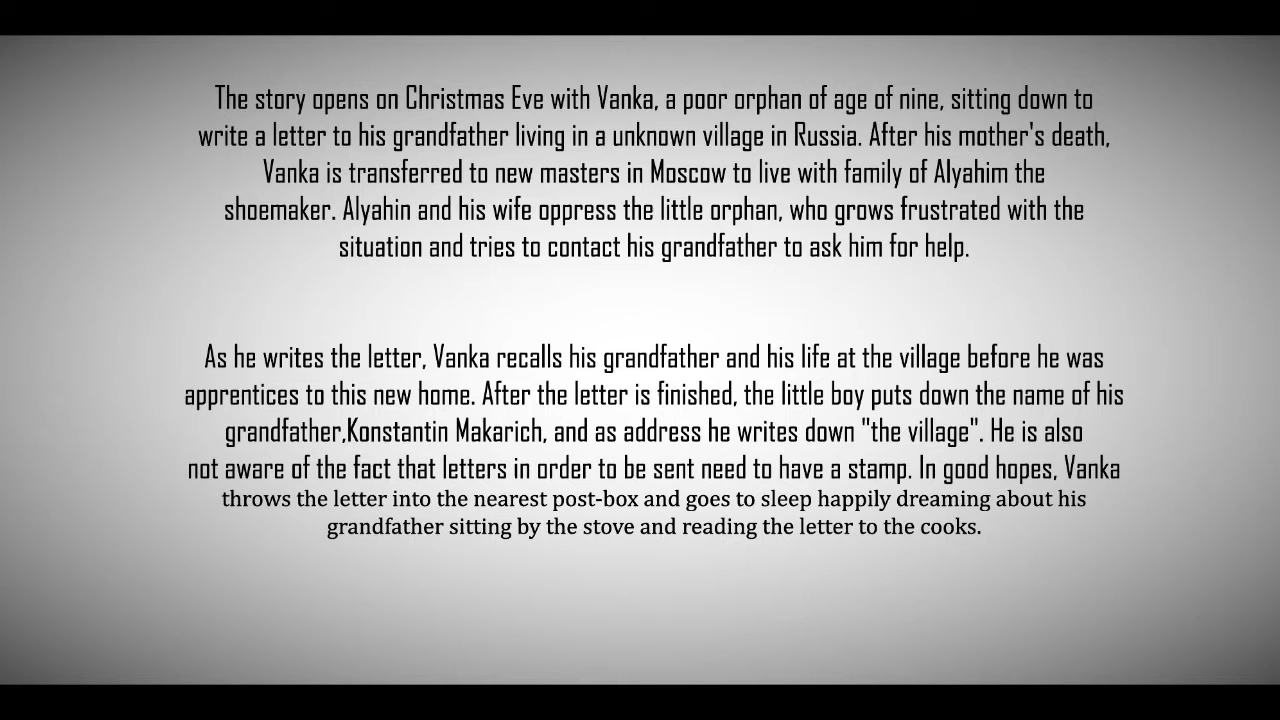 The story opens on Christmas Eve with Vanka, a poor orphan of age of nine, sitting down to
write a letter to his grandfather living in a unknown village in Russia. After his mother's death,
Vanka is transferred to new masters in Moscow to live with family of Alyahim the
shoemaker. Alyahin and his wife oppress the little orphan, who grows frustrated with the
situation and tries to contact his grandfather to ask him for help.
As he writes the letter, Vanka recalls his grandfather and his life at the village before he was
apprentices to this new home. After the letter is finished, the little boy puts down the name of his
grandfather,Konstantin Makarich, and as address he writes down "the village". He is also
not aware of the fact that letters in order to be sent need to have a stamp. In good hopes, Vanka
throws the letter into the nearest post-box and goes to sleep happily dreaming about his
grandfather sitting by the stove and reading the letter to the cooks.